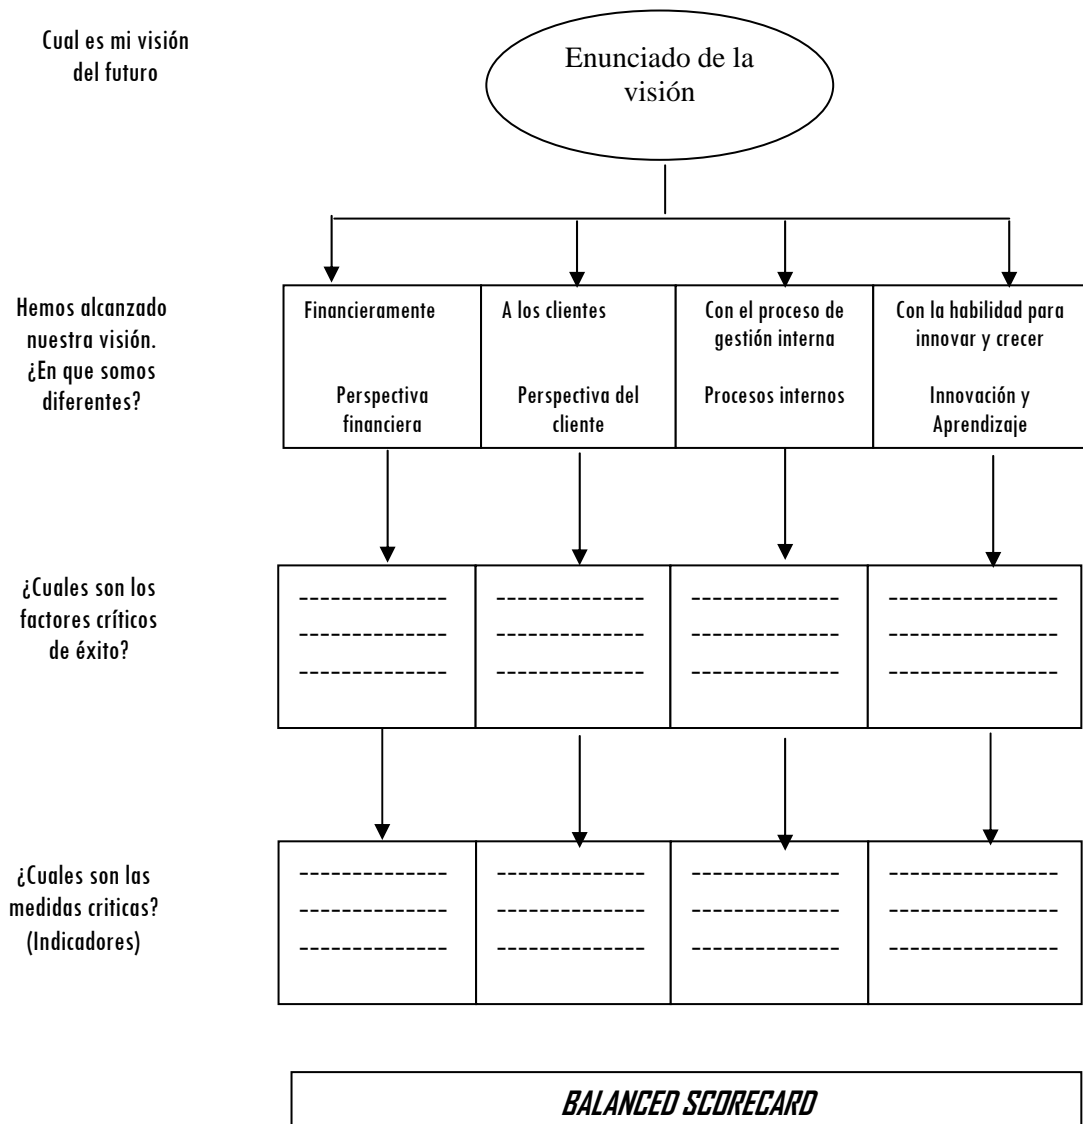 Cual es mi visión
del futuro
Enunciado de la
visión
Hemos alcanzado
nuestra visión.
¿En que somos
diferentes?
Financieramente
Perspectiva
financiera
A los clientes
Perspectiva del
cliente
Con el proceso de
gestión interna
Procesos internos
Con la habilidad para
innovar y crecer
Innovación y
Aprendizaje
¿Cuales son los
factores críticos
de éxito?
--------------
--------------
--------------
--------------
--------------
--------------
--------------
--------------
--------------
--------------
--------------
--------------
¿Cuales son las
medidas criticas?
(Indicadores)
--------------
--------------
--------------
--------------
--------------
--------------
--------------
--------------
--------------
--------------
--------------
--------------
BALANCED SCORECARD